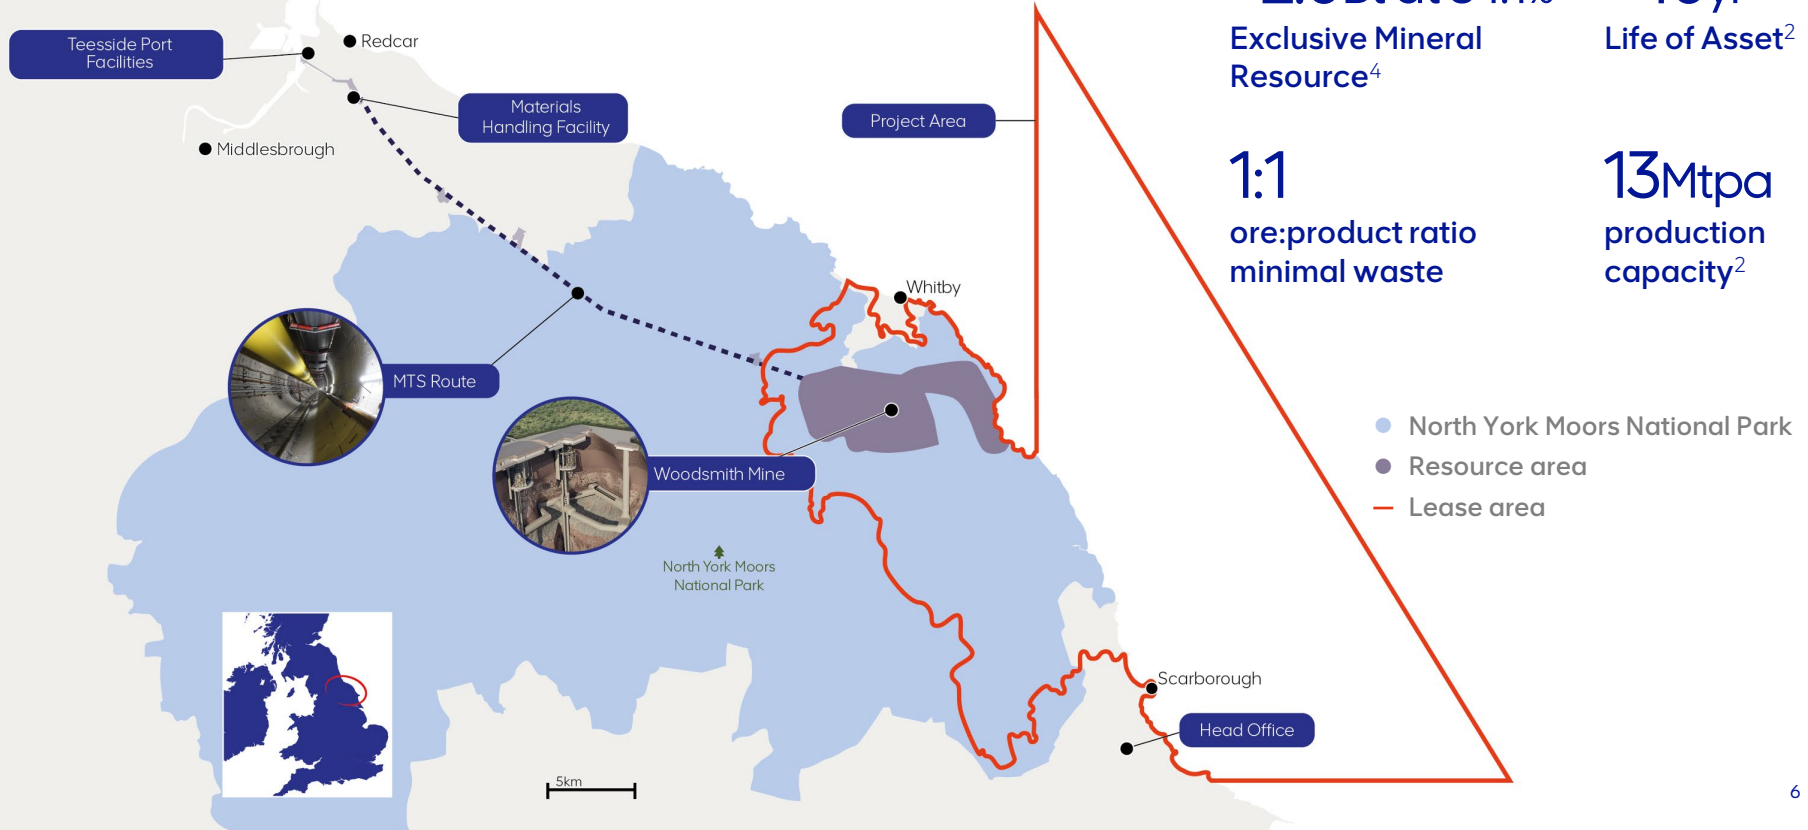 Exclusive Mineral
Resource4
Life of Asset2
1:1
ore:product ratio
minimal waste
13Mtpa
production
capacity2
Teesside Port
Facilities
Redcar
Materials
Handling Facility
Middlesbrough
Project Area
Whitby
MTS Route
Woodsmith Mine
North York Moors
National Park
North York Moors National Park
Resource area
Lease area
Scarborough
Head Office
5km
6